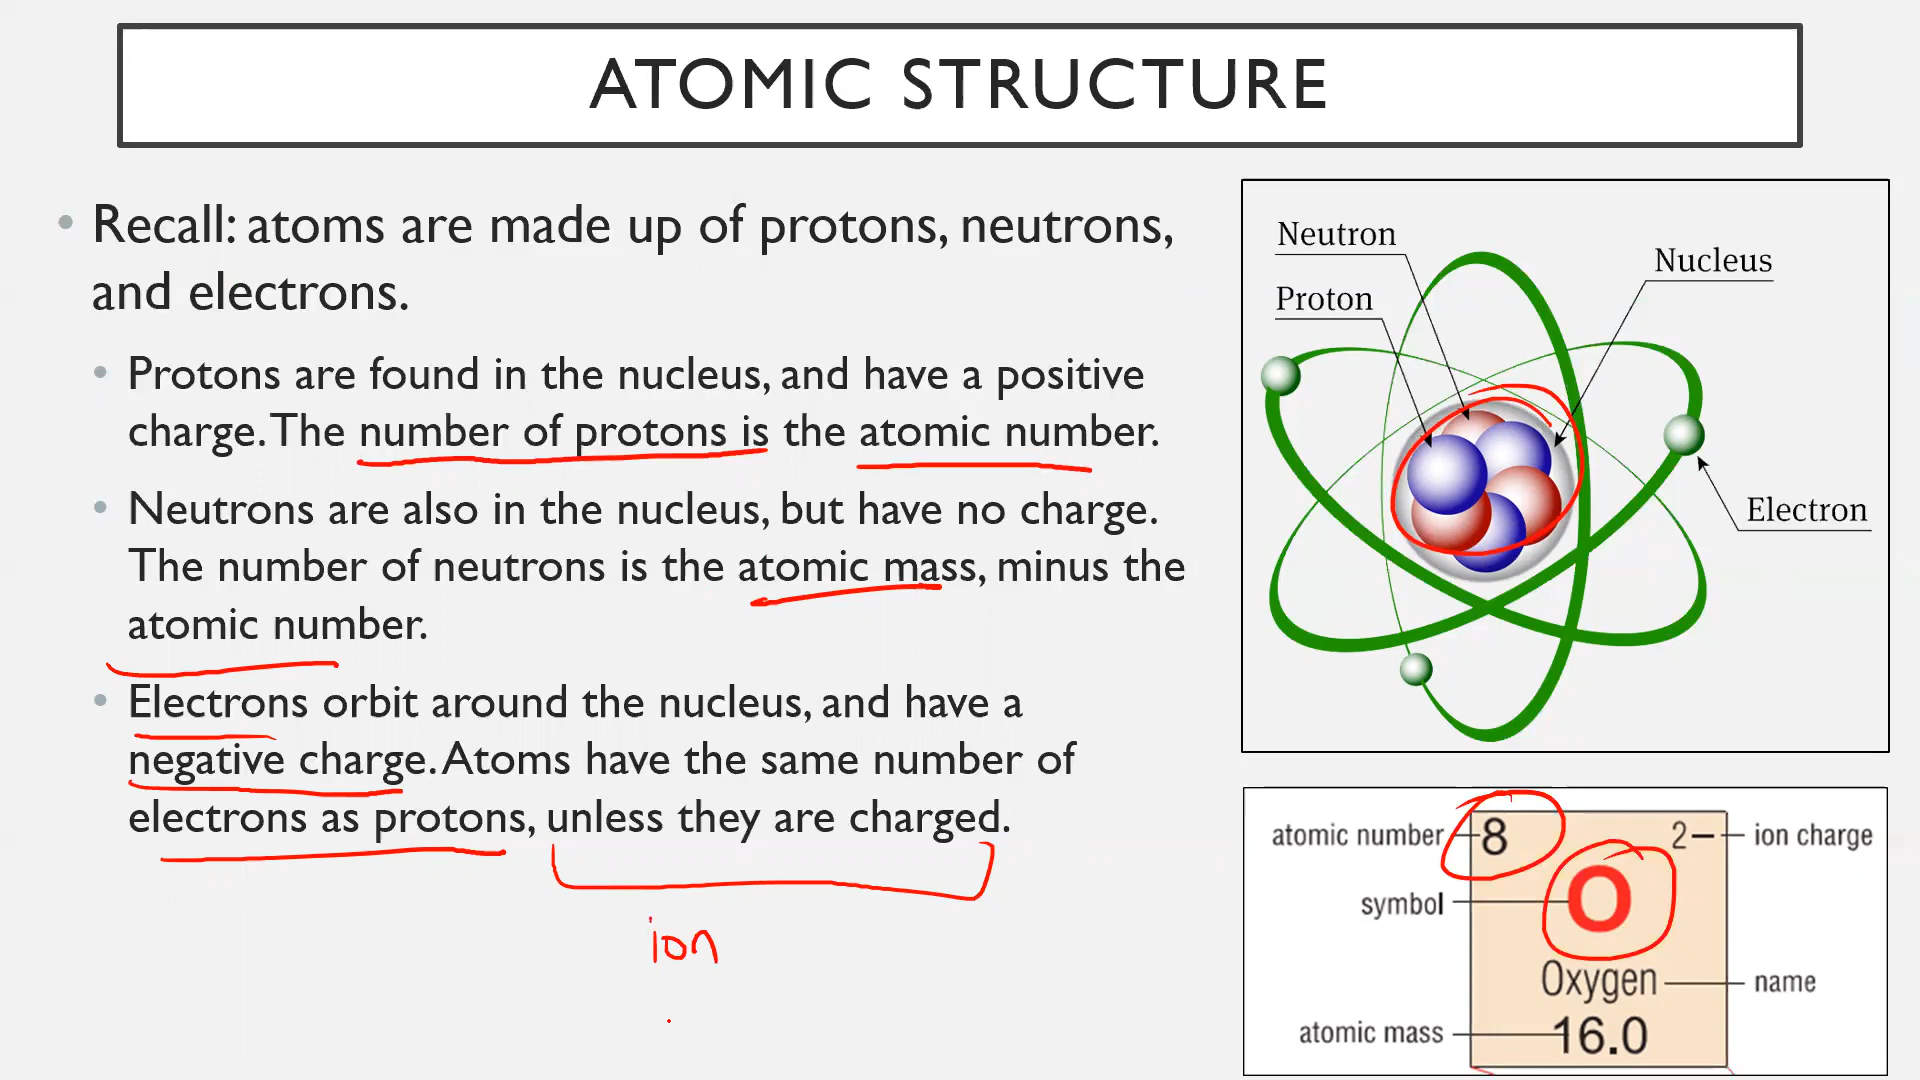 ATOMIC STRUCTURE
• Recall: atoms are made up of protons, neutrons,
and electrons.
• Protons are found in the nucleus, and have a positive
charge. The number of protons is the atomic number.
• Neutrons are also in the nucleus, but have no charge.
The number of neutrons is the atomic mass, minus the
atomic number.
• Electrons orbit around the nucleus, and have a
negative charge. Atoms have the same number of
electrons as protons, unless they are charged.
ion
Neutron
Nucleus
Proton
Electron
atomic number 8 2− ion charge
symbol O
Oxygen name
atomic mass 16.0